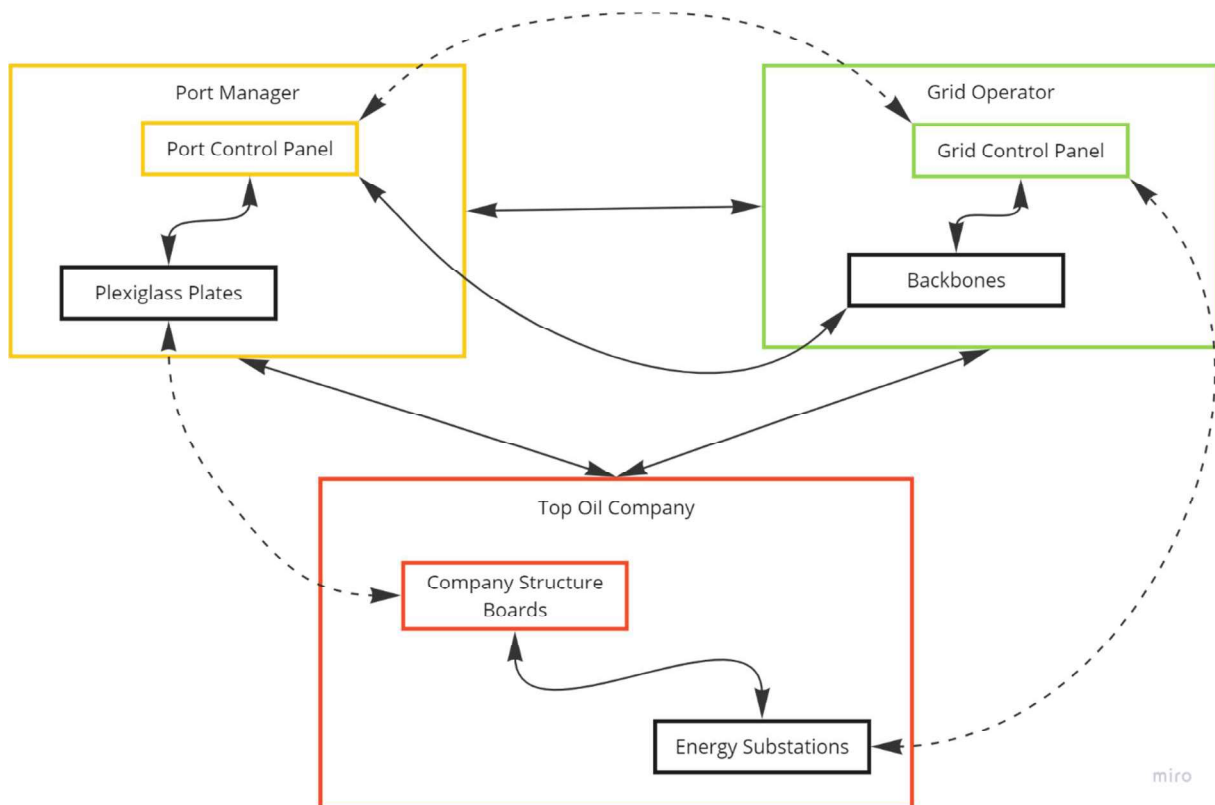 Port Manager
Port Control Panel
Plexiglass Plates
Grid Operator
Grid Control Panel
Backbones
Top Oil Company
Company Structure
Boards
Energy Substations
miro